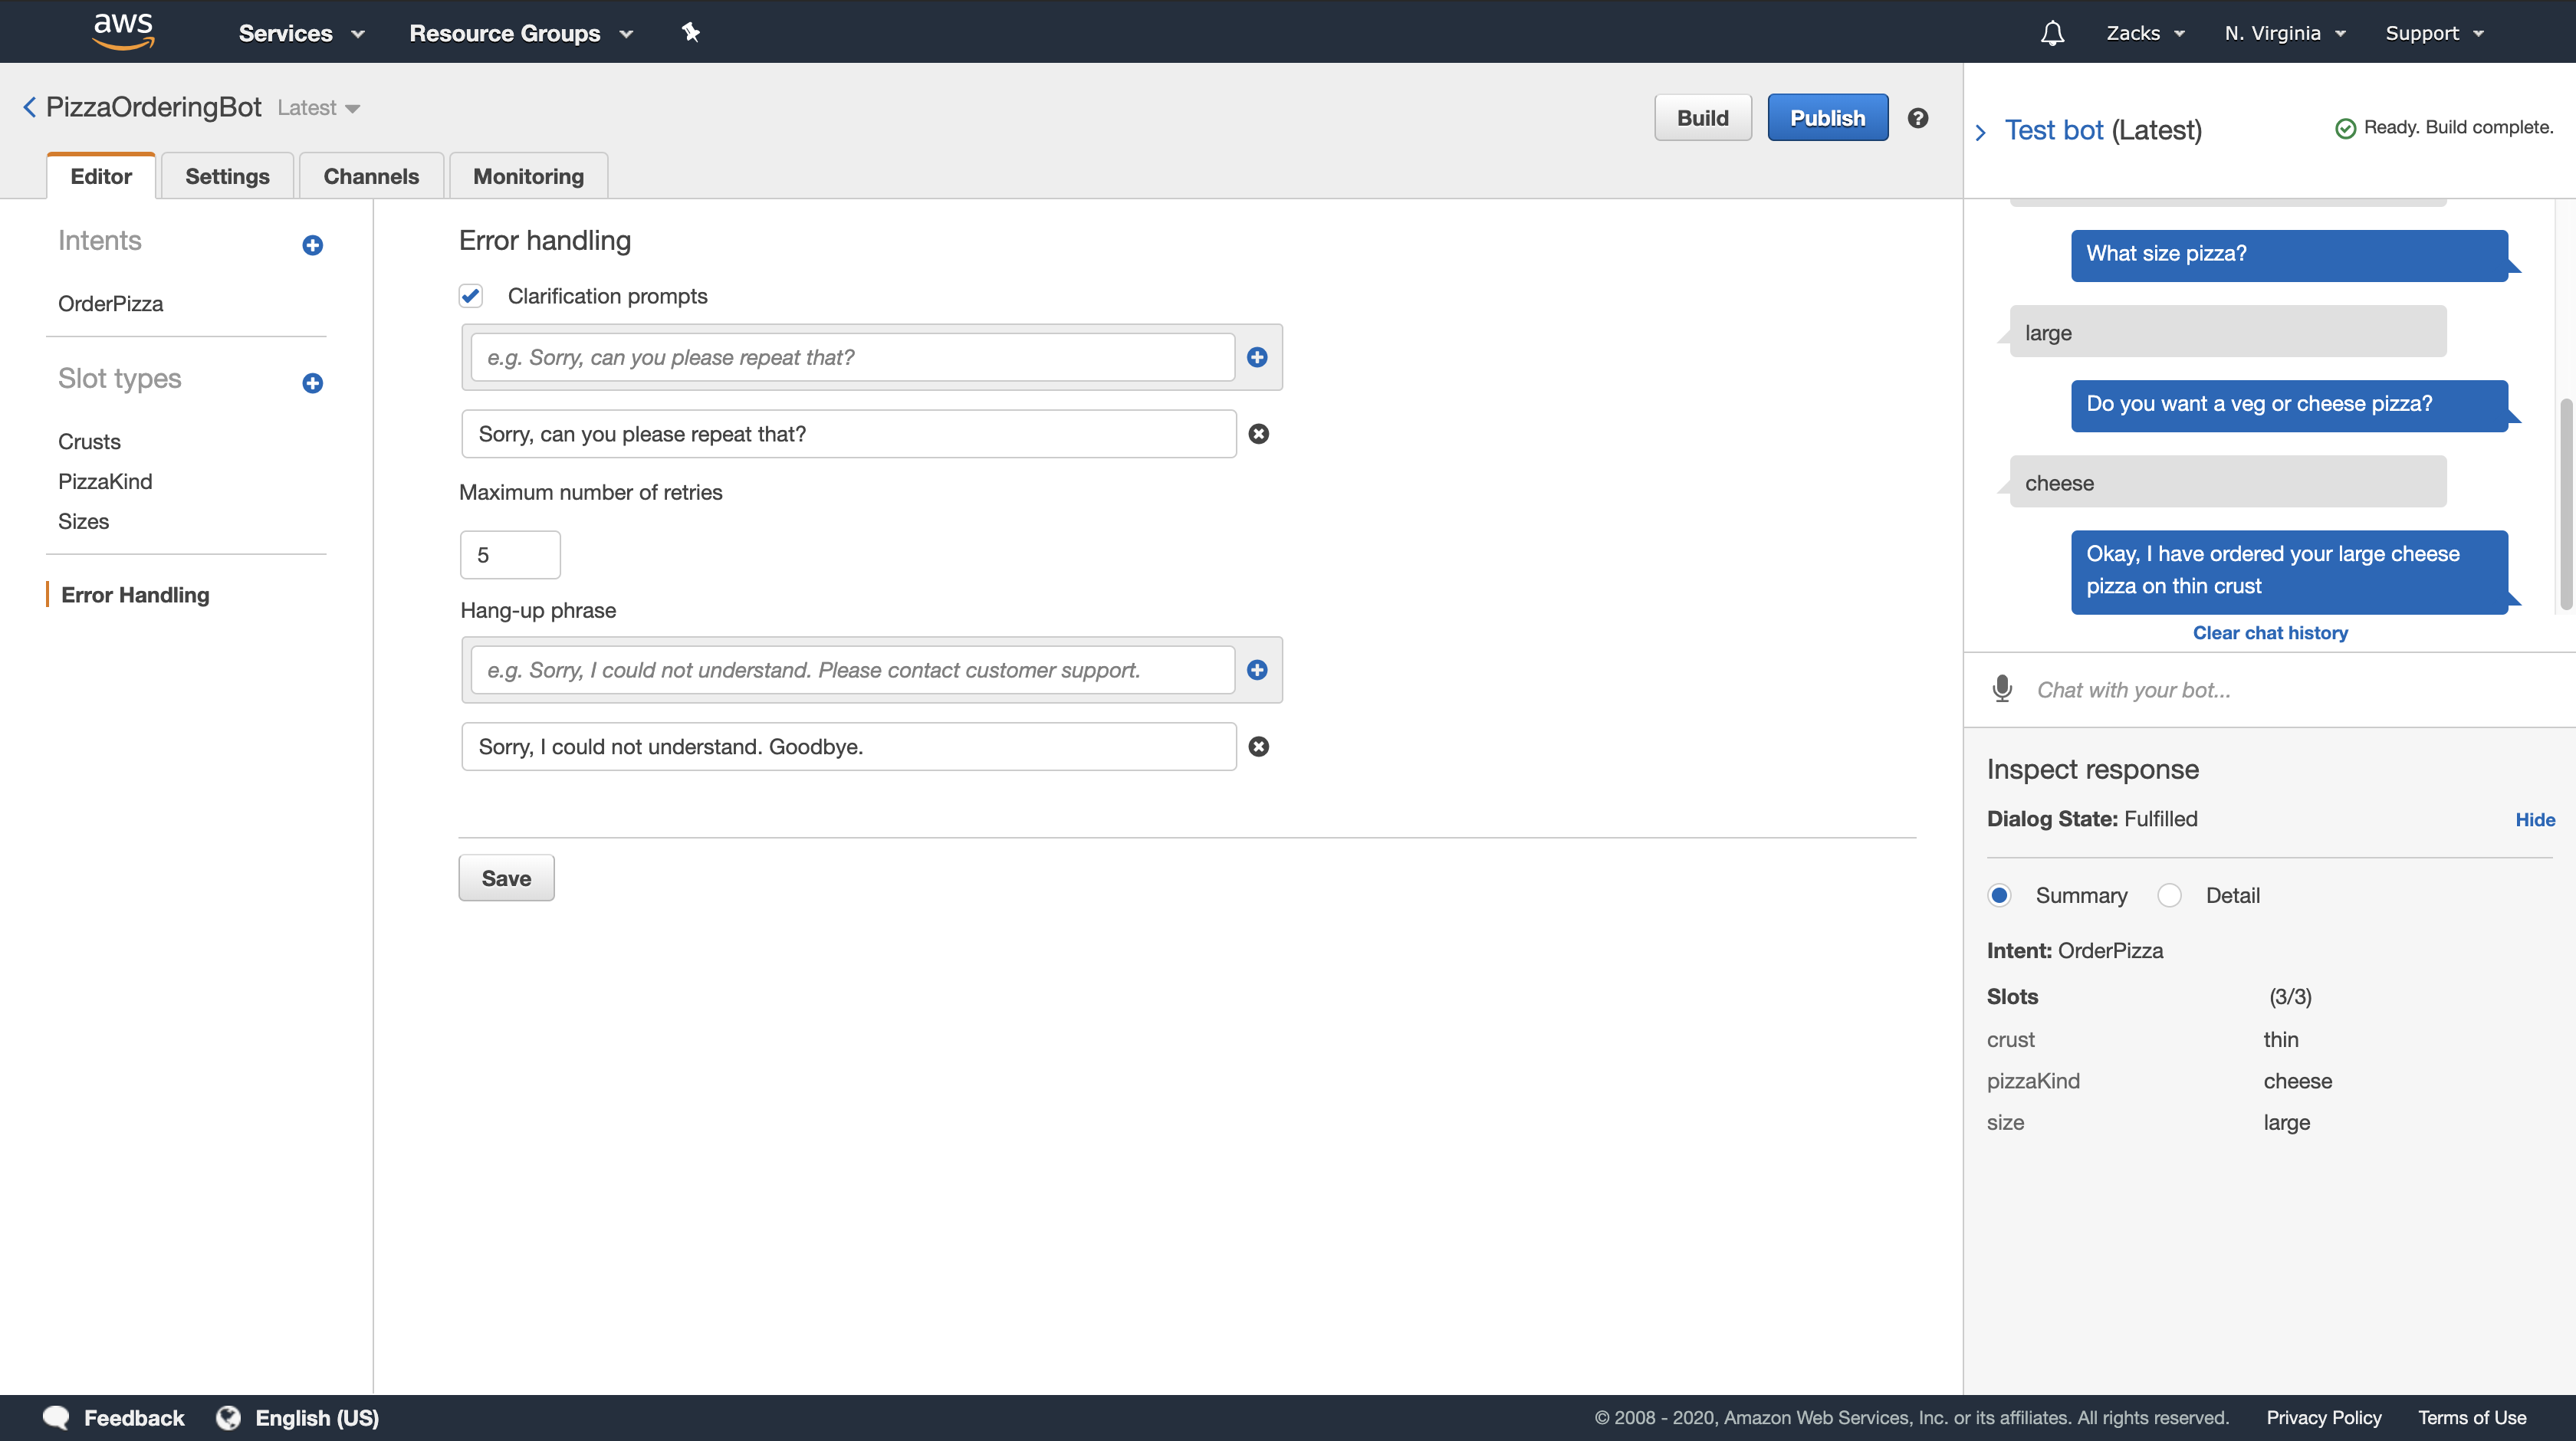 aws
Services
Resource Groups
Zacks
N. Virginia
Support
PizzaOrderingBot Latest
Build
Publish
Editor
Settings
Channels
Monitoring
Intents
OrderPizza
Slot types
Crusts
PizzaKind
Sizes
Error Handling
Error handling
Clarification prompts
e.g. Sorry, can you please repeat that?
Sorry, can you please repeat that?
Maximum number of retries
5
Hang-up phrase
e.g. Sorry, I could not understand. Please contact customer support.
Sorry, I could not understand. Goodbye.
Save
Test bot (Latest)
Ready. Build complete.
What size pizza?
large
Do you want a veg or cheese pizza?
cheese
Okay, I have ordered your large cheese
pizza on thin crust
Clear chat history
Chat with your bot...
Inspect response
Dialog State: Fulfilled
Hide
Summary
Detail
Intent: OrderPizza
Slots (3/3)
crust thin
pizzaKind cheese
size large
Feedback
English (US)
© 2008 - 2020, Amazon Web Services, Inc. or its affiliates. All rights reserved.
Privacy Policy
Terms of Use